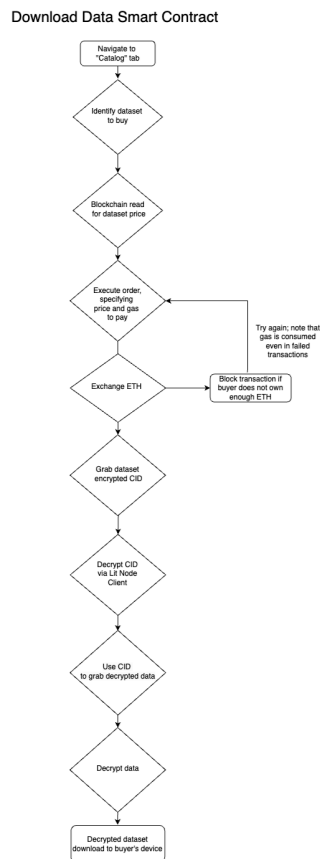 Download Data Smart Contract
Navigate to
"Catalog" tab
Identify dataset
to buy
Blockchain read
for dataset price
Execute order,
specifying
price and gas
to pay
Try again; note that
gas is consumed
even in failed
transactions
Exchange ETH
Block transaction if
buyer does not own
enough ETH
Grab dataset
encrypted CID
Decrypt CID
via Lit Node
Client
Use CID
to grab decrypted data
Decrypt data
Decrypted dataset
download to buyer's device